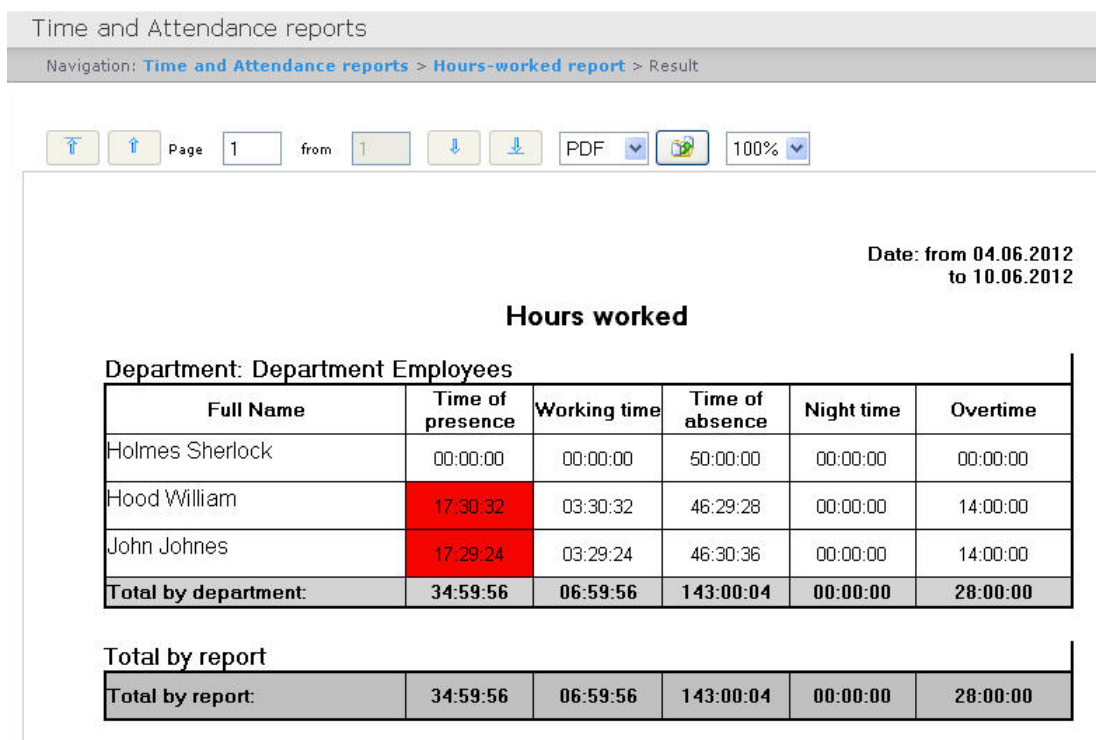 Time and Attendance reports
Navigation: Time and Attendance reports > Hours-worked report > Result
Page 1 from 1 PDF 100%
Date: from 04.06.2012
to 10.06.2012
Hours worked
Department: Department Employees
Full Name Time of presence Working time Time of absence Night time Overtime
Holmes Sherlock 00:00:00 00:00:00 50:00:00 00:00:00 00:00:00
Hood William 17:30:32 03:30:32 46:29:28 00:00:00 14:00:00
John Johnes 17:29:24 03:29:24 46:30:36 00:00:00 14:00:00
Total by department: 34:59:56 06:59:56 143:00:04 00:00:00 28:00:00
Total by report
Total by report: 34:59:56 06:59:56 143:00:04 00:00:00 28:00:00